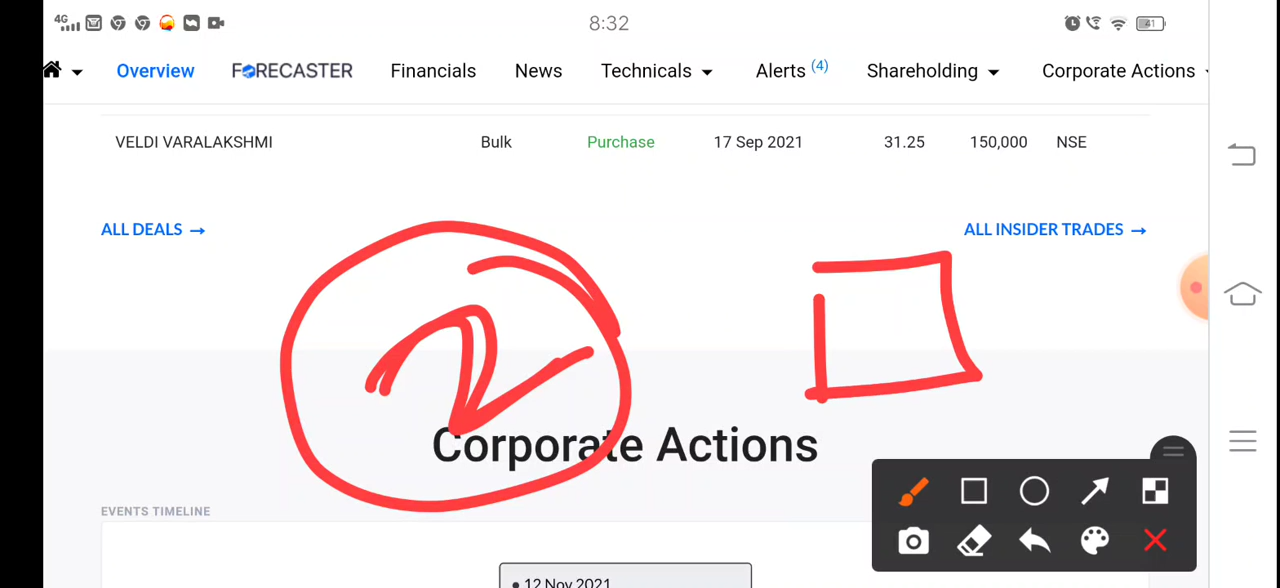 4G 8:32 41
Overview FORECASTER Financials News Technicals Alerts (4) Shareholding Corporate Actions
VELDI VARALAKSHMI Bulk Purchase 17 Sep 2021 31.25 150,000 NSE
ALL DEALS → ALL INSIDER TRADES →
2
Corporate Actions
EVENTS TIMELINE
• 12 Nov 2021